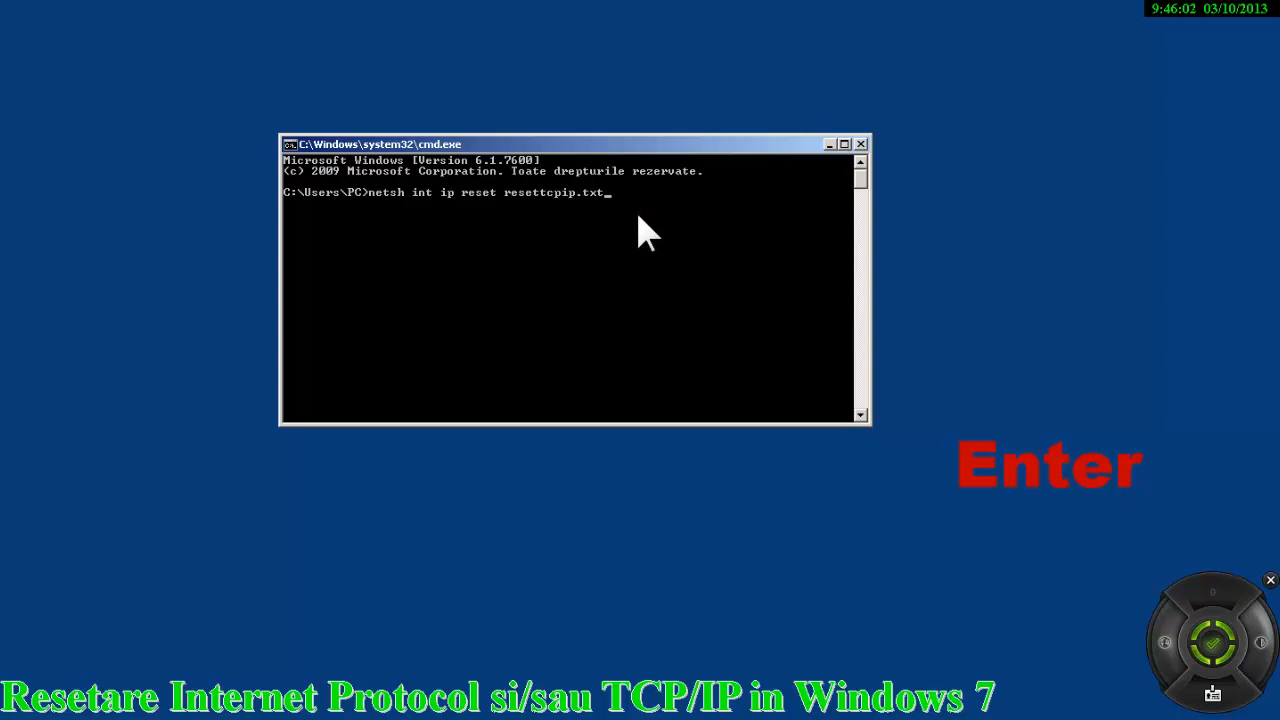 9:46:02 03/10/2013
C:\Windows\system32\cmd.exe
Microsoft Windows [Version 6.1.7600]
(c) 2009 Microsoft Corporation. Toate drepturile rezervate.
C:\Users\PC>netsh int ip reset resettcpip.txt_
Enter
0
Resetare Internet Protocol si/sau TCP/IP in Windows 7